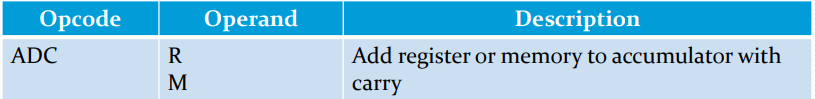 Opcode Operand Description
ADC R Add register or memory to accumulator with
M carry